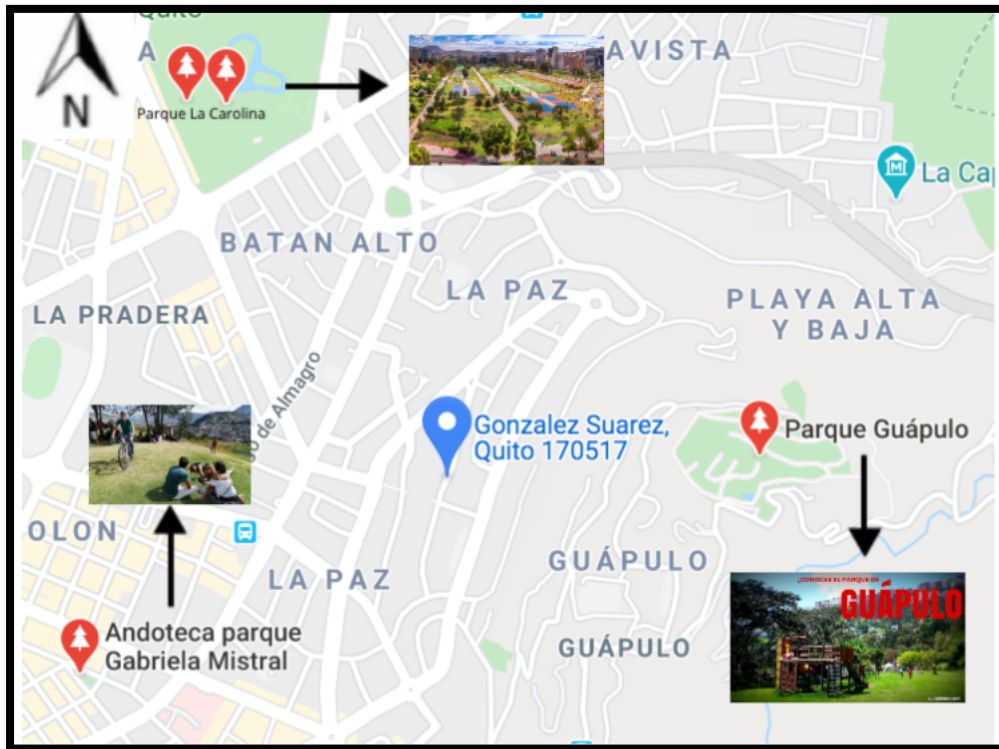 Quito
A
AVISTA
Parque La Carolina
N
La Cap
M
BATAN ALTO
LA PAZ
PLAYA ALTA
Y BAJA
LA PRADERA
o de Almagro
Gonzalez Suarez,
Quito 170517
Parque Guápulo
OLON
LA PAZ
GUÁPULO
GUÁPULO
¿CONOCES EL PARQUE DE
GUÁPULO
Andoteca parque
Gabriela Mistral